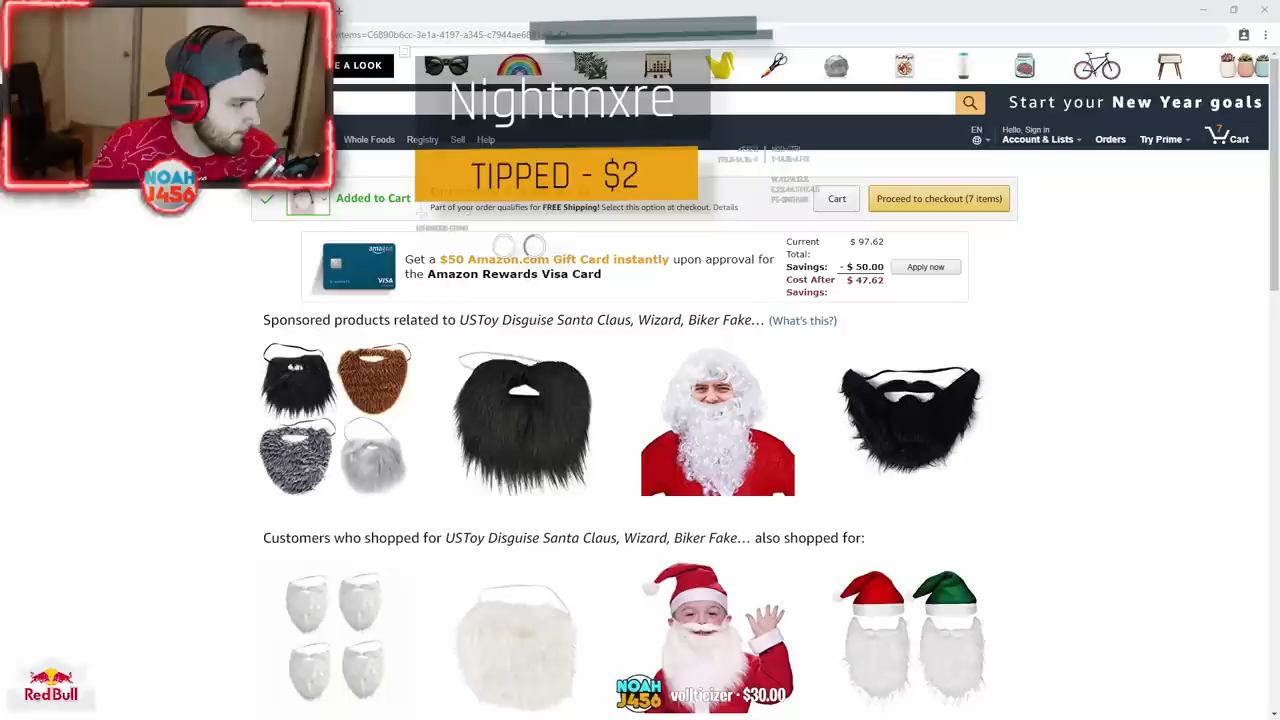 E A LOOK
Nightmxre
TIPPED - $2
Start your New Year goals
Whole Foods Registry Sell Help
EN
Hello, Sign in
Account & Lists
Orders
Try Prime
7
Cart
NOAH
J456
Added to Cart
Part of your order qualifies for FREE Shipping! Select this option at checkout. Details
Cart
Proceed to checkout (7 items)
amazon
VISA
Get a $50 Amazon.com Gift Card instantly upon approval for
the Amazon Rewards Visa Card
Current Total: $ 97.62
Savings: - $ 50.00
Cost After Savings: $ 47.62
Apply now
Sponsored products related to USToy Disguise Santa Claus, Wizard, Biker Fake… (What's this?)
Customers who shopped for USToy Disguise Santa Claus, Wizard, Biker Fake… also shopped for:
Red Bull
NOAH
J456
vollticizer · $30.00